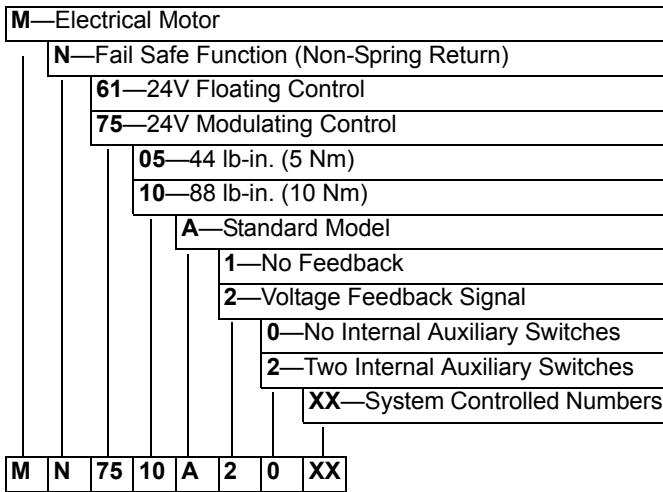 M—Electrical Motor
N—Fail Safe Function (Non-Spring Return)
61—24V Floating Control
75—24V Modulating Control
05—44 lb-in. (5 Nm)
10—88 lb-in. (10 Nm)
A—Standard Model
1—No Feedback
2—Voltage Feedback Signal
0—No Internal Auxiliary Switches
2—Two Internal Auxiliary Switches
XX—System Controlled Numbers
M N 75 10 A 2 0 XX